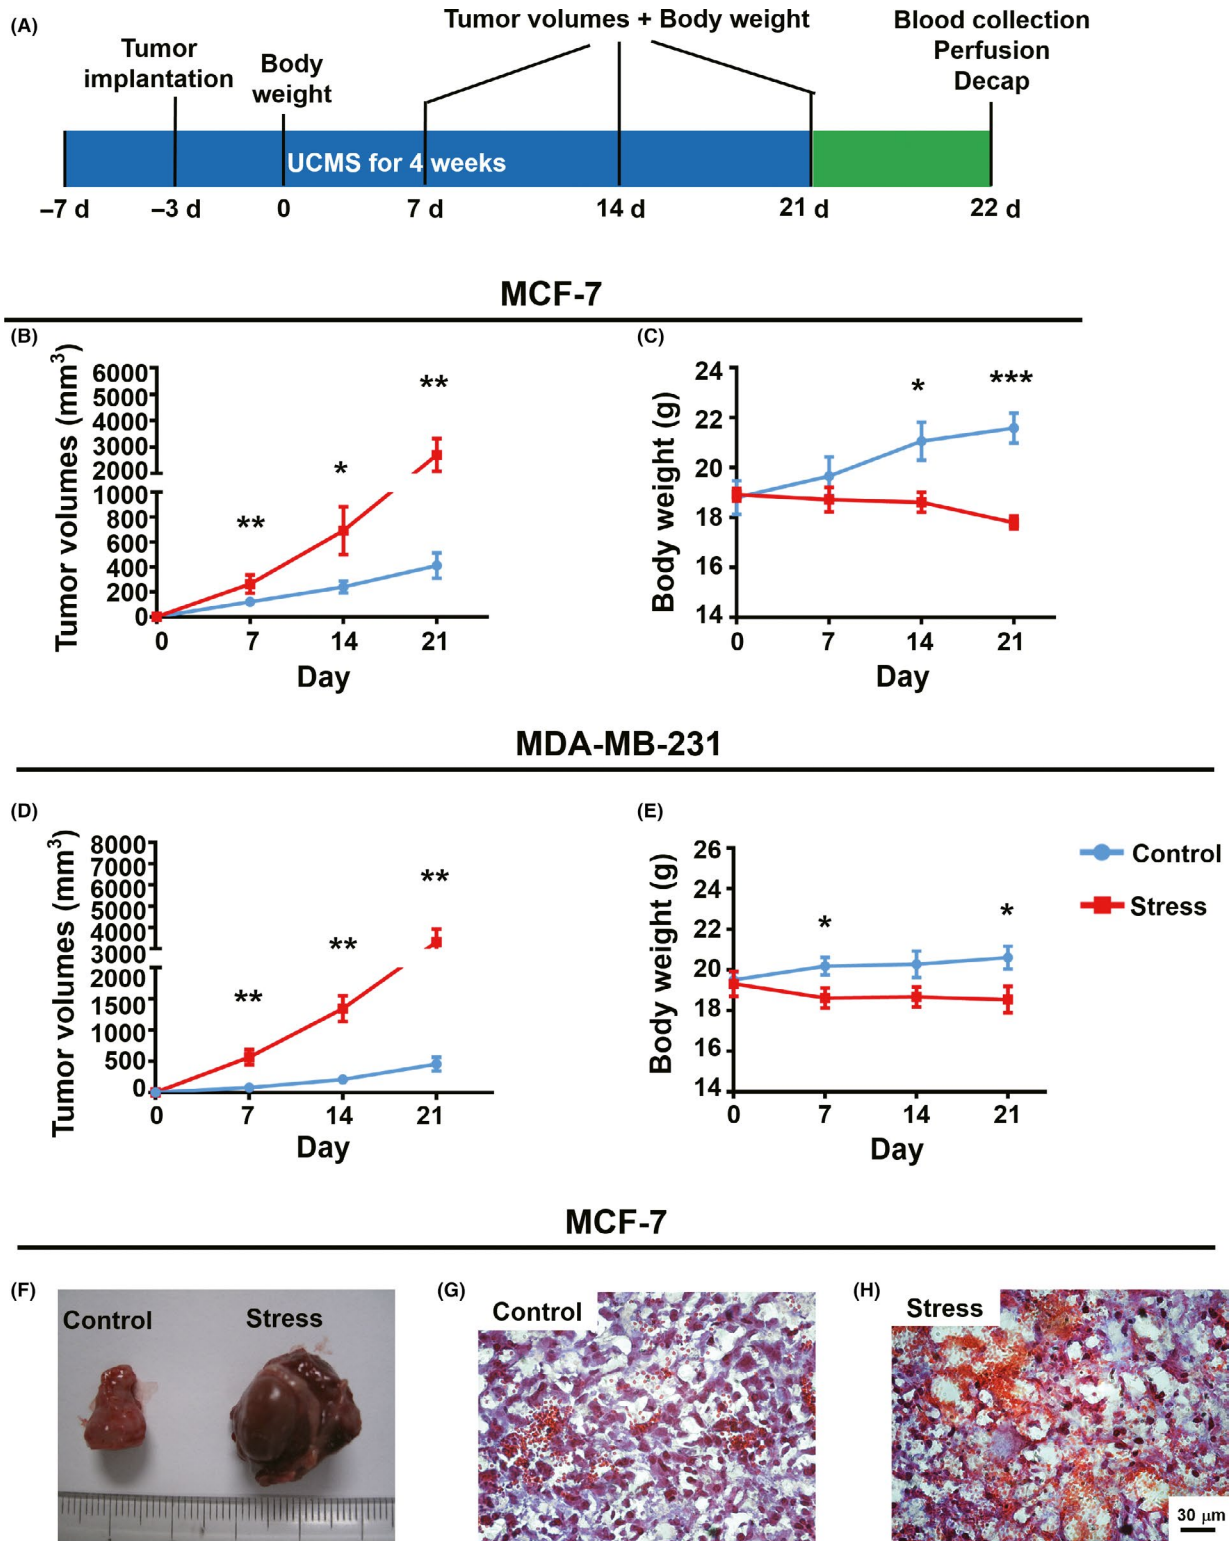 (A)
Tumor
implantation
Body
weight
Tumor volumes + Body weight
Blood collection
Perfusion
Decap
UCMS for 4 weeks
–7 d
–3 d
0
7 d
14 d
21 d
22 d
MCF-7
(B)
Tumor volumes (mm³)
6000
5000
4000
3000
2000
1000
800
600
400
200
0
**
*
**
0
7
14
21
Day
(C)
Body weight (g)
24
22
20
18
16
14
*
***
0
7
14
21
Day
MDA-MB-231
(D)
Tumor volumes (mm³)
8000
7000
6000
5000
4000
3000
2000
1500
1000
500
0
**
**
**
0
7
14
21
Day
(E)
Body weight (g)
26
24
22
20
18
16
14
*
*
0
7
14
21
Day
Control
Stress
MCF-7
(F)
Control
Stress
(G)
Control
(H)
Stress
30 μm